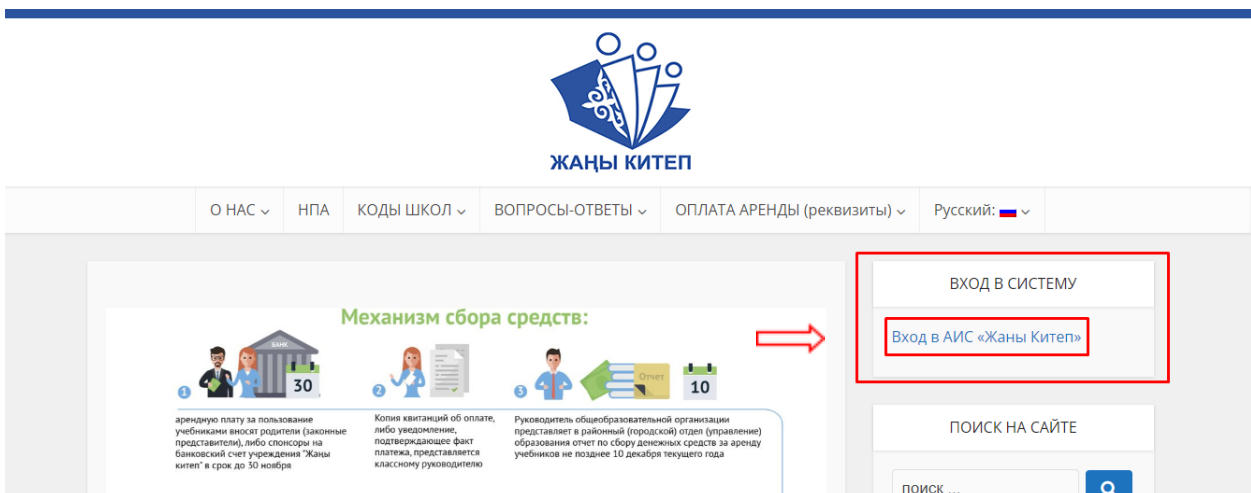 ЖАҢЫ КИТЕП
О НАС
НПА
КОДЫ ШКОЛ
ВОПРОСЫ-ОТВЕТЫ
ОПЛАТА АРЕНДЫ (реквизиты)
Русский:
Механизм сбора средств:
БАНК
30
1
арендную плату за пользование
учебниками вносят родители (законные
представители), либо спонсоры на
банковский счет учреждения "Жаңы
китеп" в срок до 30 ноября
2
Копия квитанций об оплате,
либо уведомление,
подтверждающее факт
платежа, представляется
классному руководителю
3
Отчет
10
Руководитель общеобразовательной организации
представляет в районный (городской) отдел (управление)
образования отчет по сбору денежных средств за аренду
учебников не позднее 10 декабря текущего года
ВХОД В СИСТЕМУ
Вход в АИС «Жаны Китеп»
ПОИСК НА САЙТЕ
поиск ...